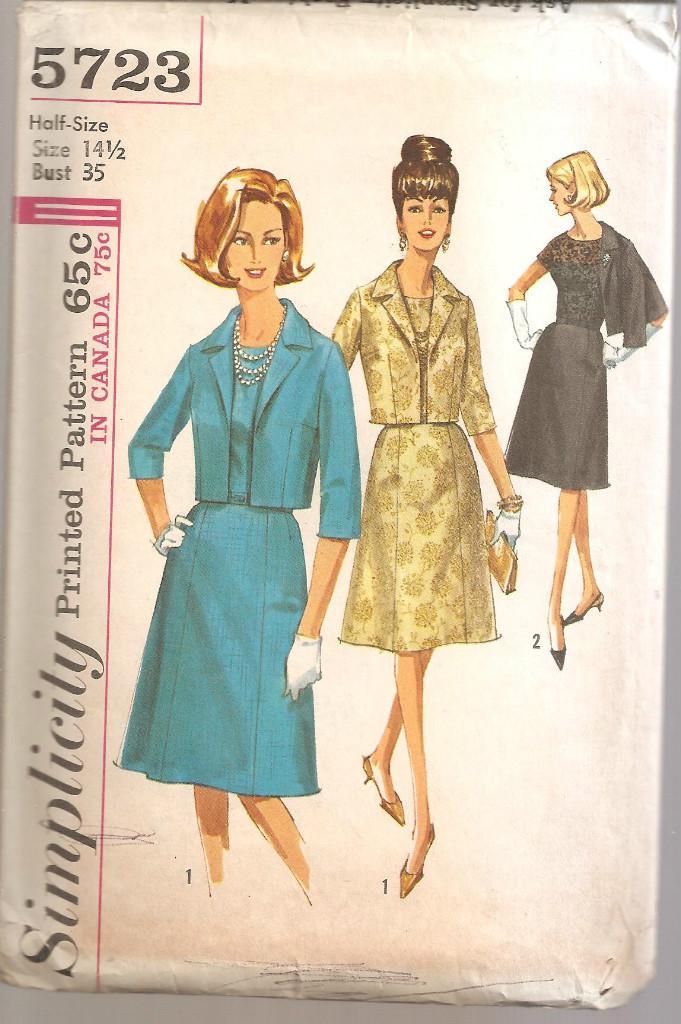 5723
Half-Size
Size 14½
Bust 35
Simplicity Printed Pattern 65c
IN CANADA 75c
1
1
2